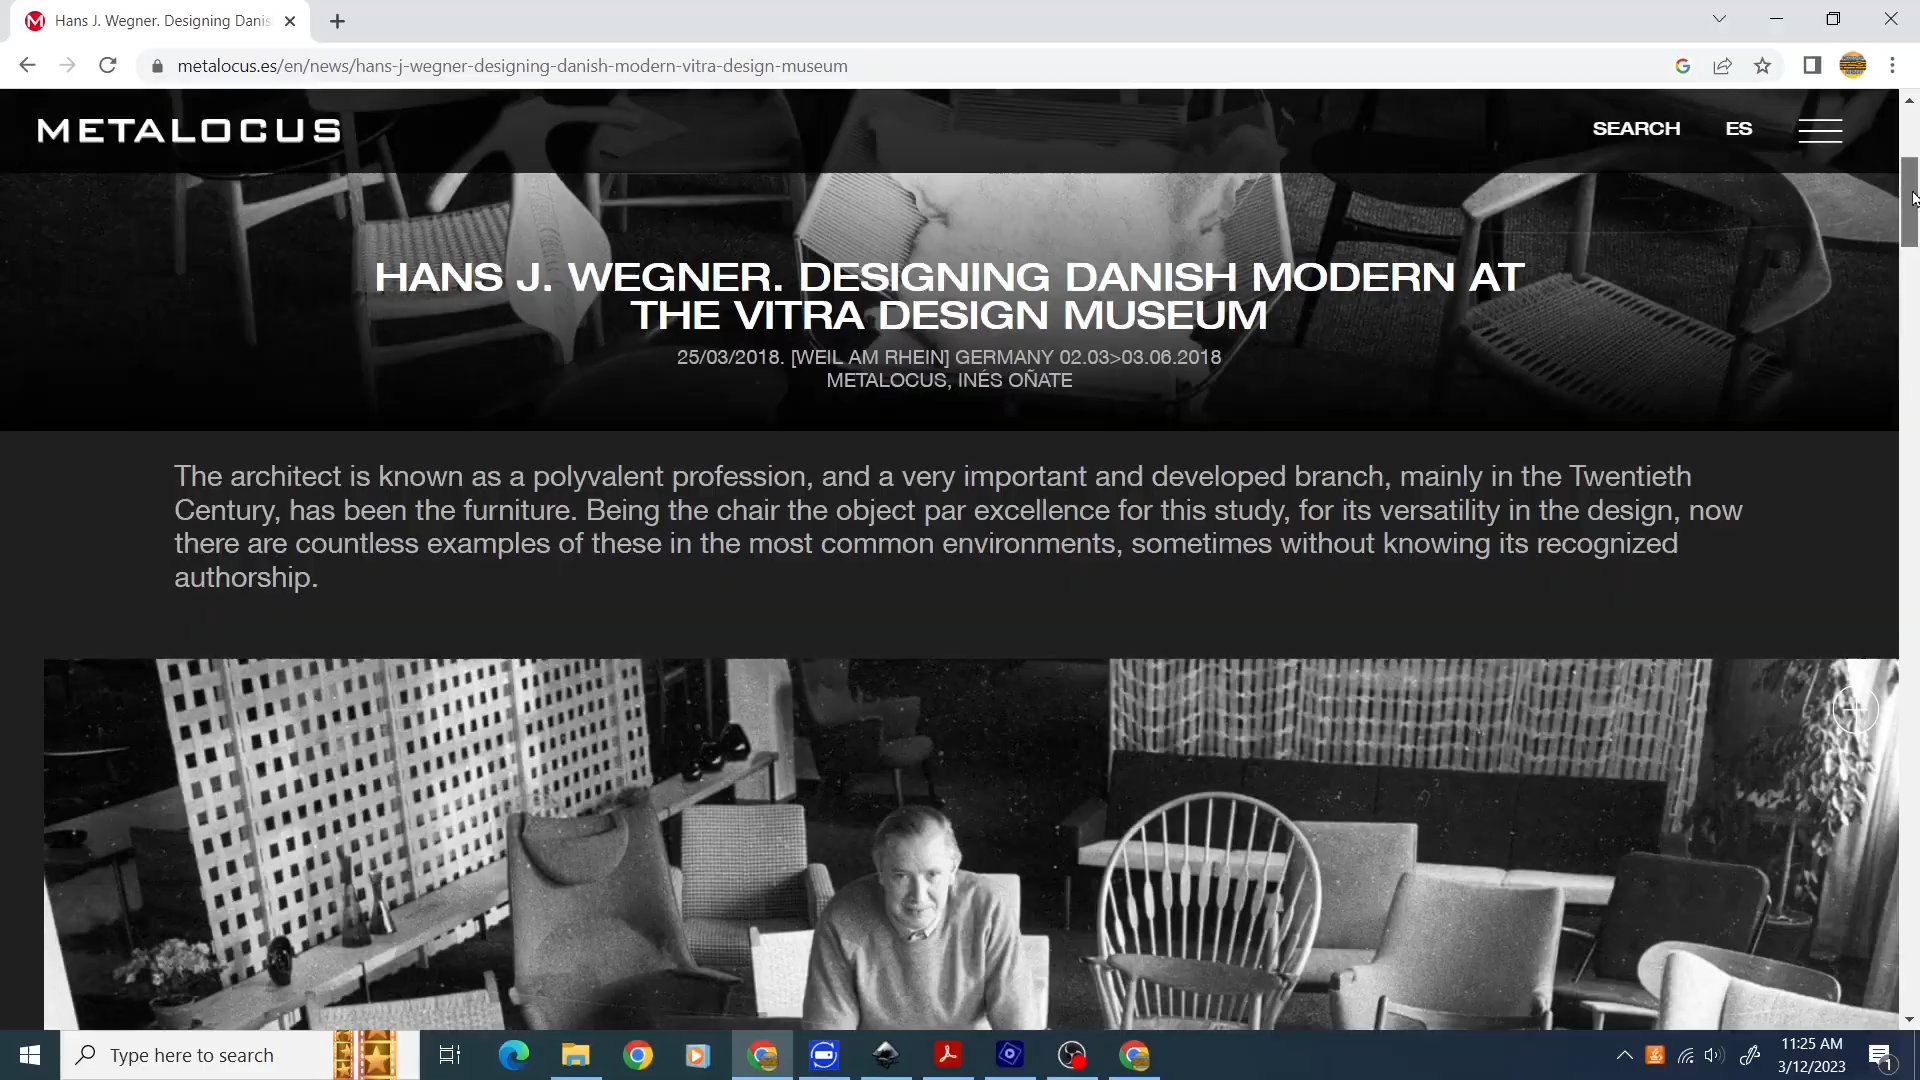 Hans J. Wegner. Designing Danis
metalocus.es/en/news/hans-j-wegner-designing-danish-modern-vitra-design-museum
METALOCUS
SEARCH
ES
HANS J. WEGNER. DESIGNING DANISH MODERN AT
THE VITRA DESIGN MUSEUM
25/03/2018. [WEIL AM RHEIN] GERMANY 02.03>03.06.2018
METALOCUS, INÉS OÑATE
The architect is known as a polyvalent profession, and a very important and developed branch, mainly in the Twentieth
Century, has been the furniture. Being the chair the object par excellence for this study, for its versatility in the design, now
there are countless examples of these in the most common environments, sometimes without knowing its recognized
authorship.
Type here to search
11:25 AM
3/12/2023
1